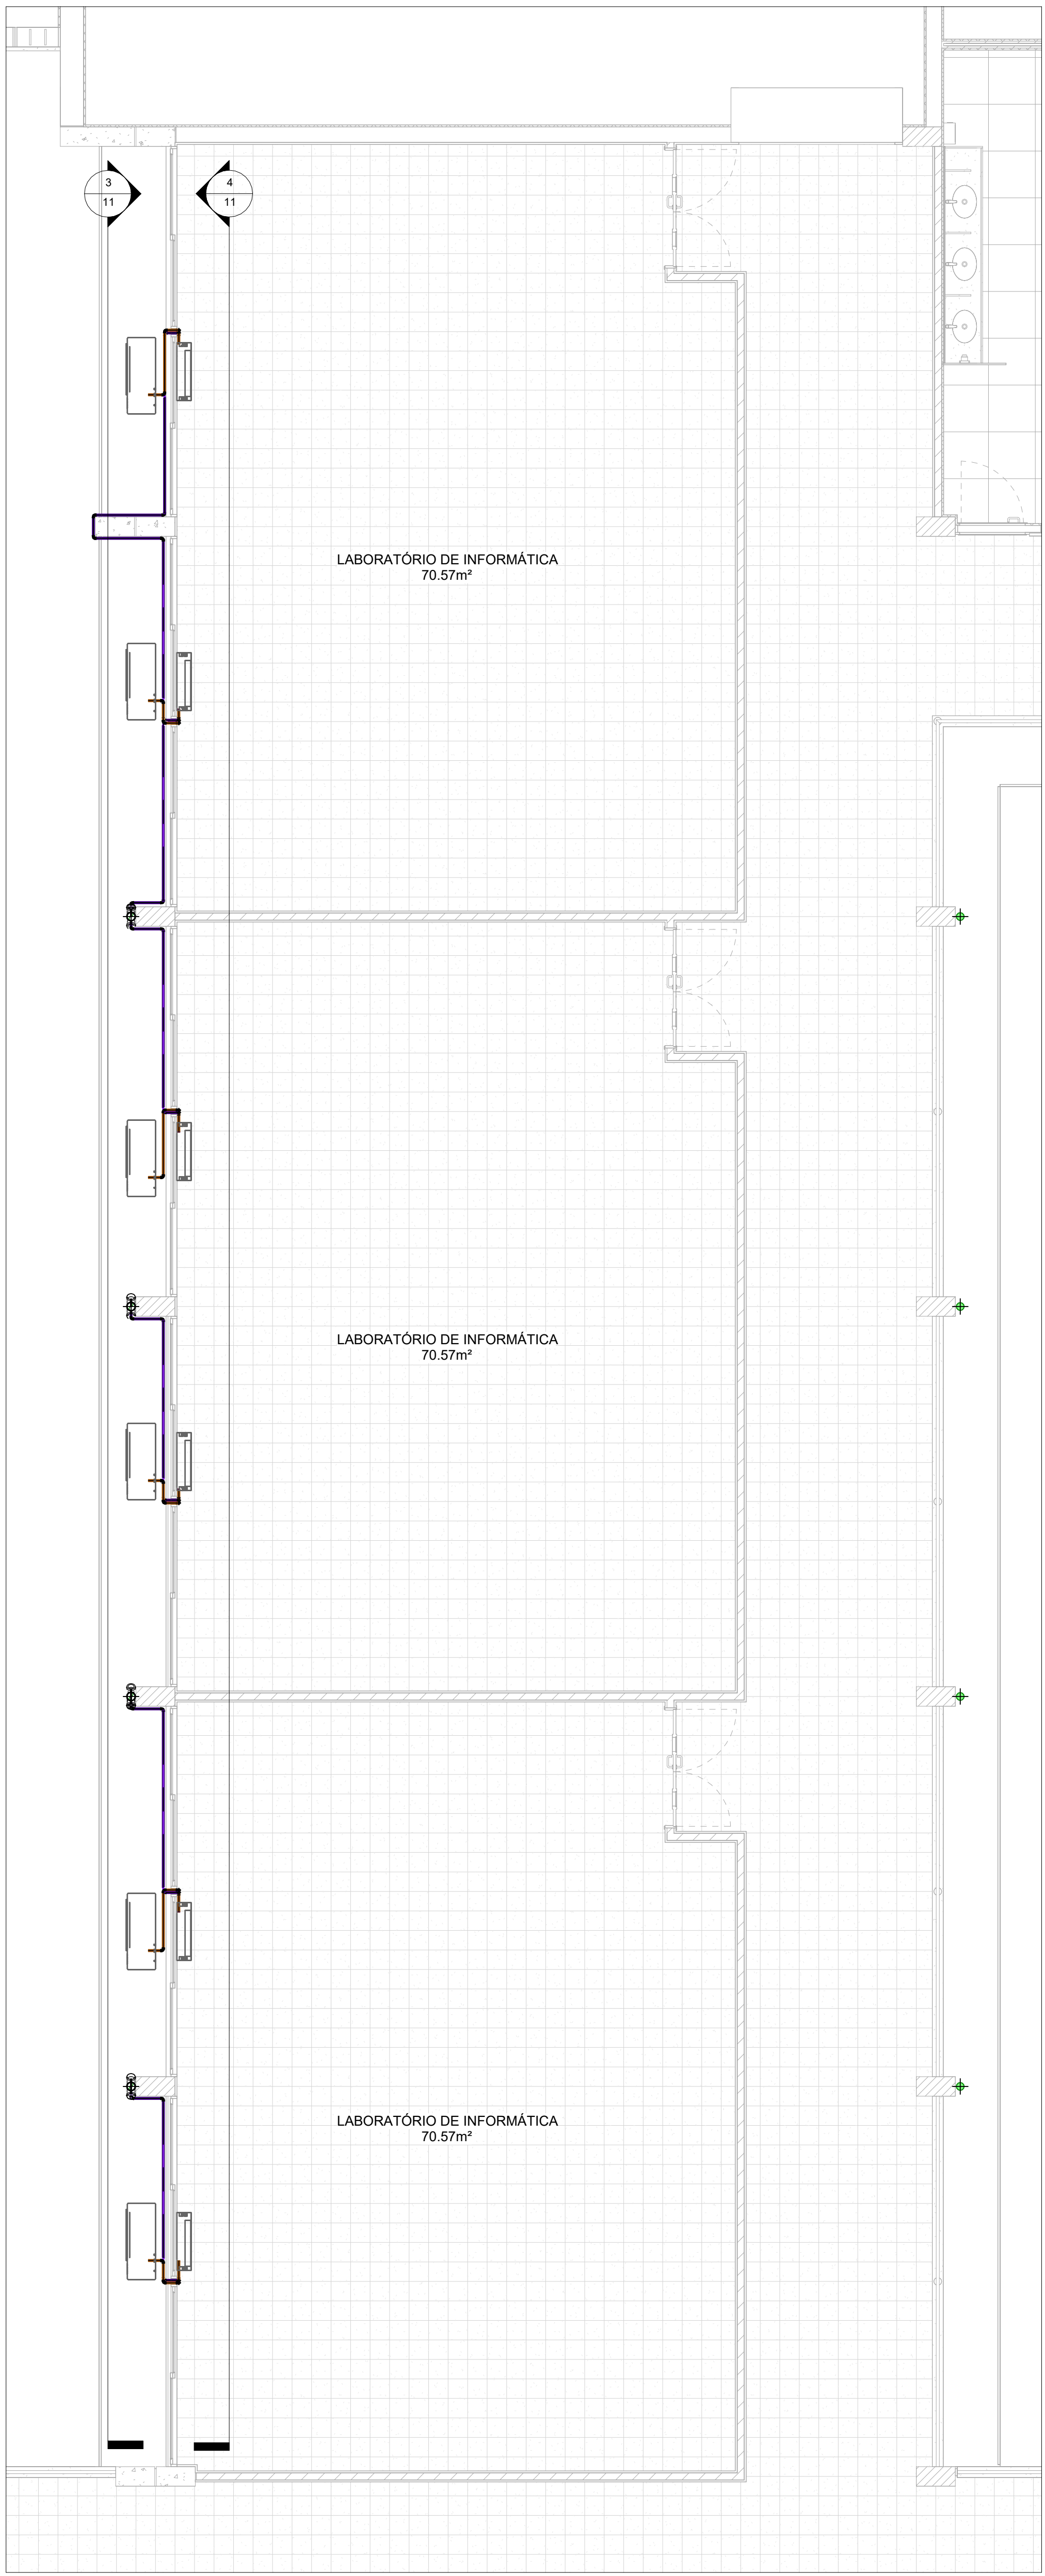 3
11
4
11
LABORATÓRIO DE INFORMÁTICA
70.57m²
LABORATÓRIO DE INFORMÁTICA
70.57m²
LABORATÓRIO DE INFORMÁTICA
70.57m²